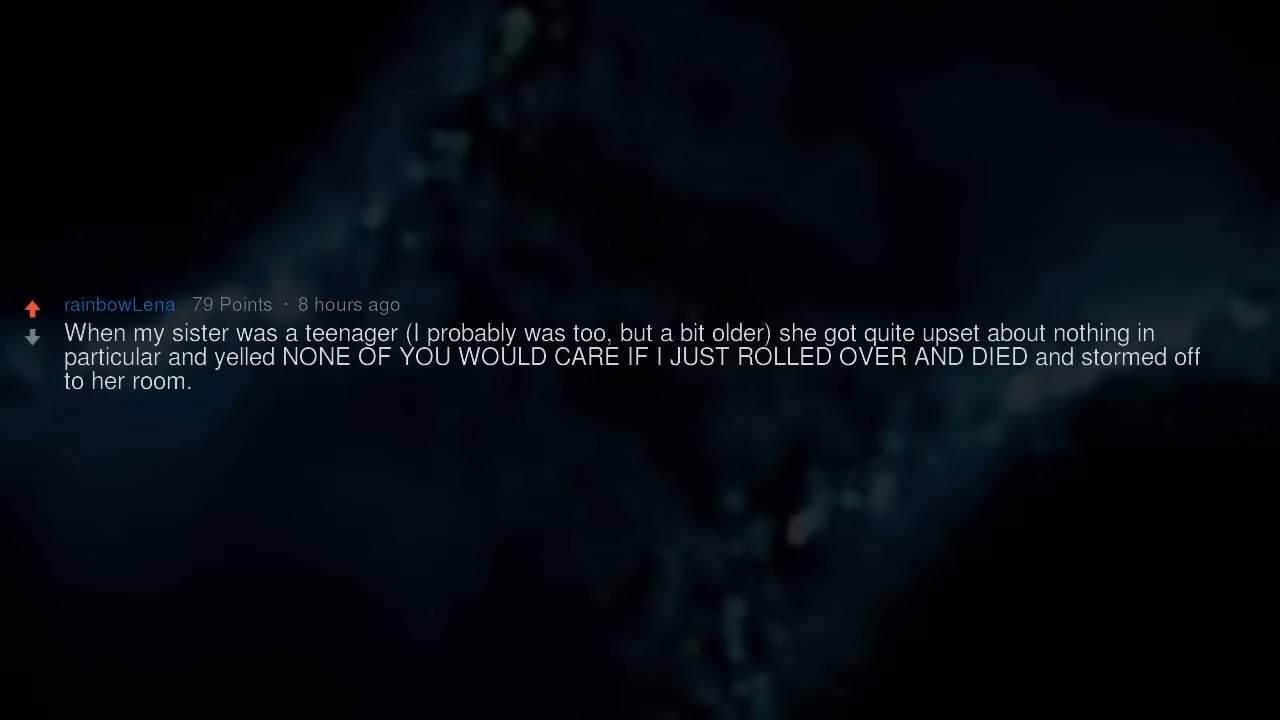 rainbowLena 79 Points · 8 hours ago
When my sister was a teenager (I probably was too, but a bit older) she got quite upset about nothing in
particular and yelled NONE OF YOU WOULD CARE IF I JUST ROLLED OVER AND DIED and stormed off
to her room.